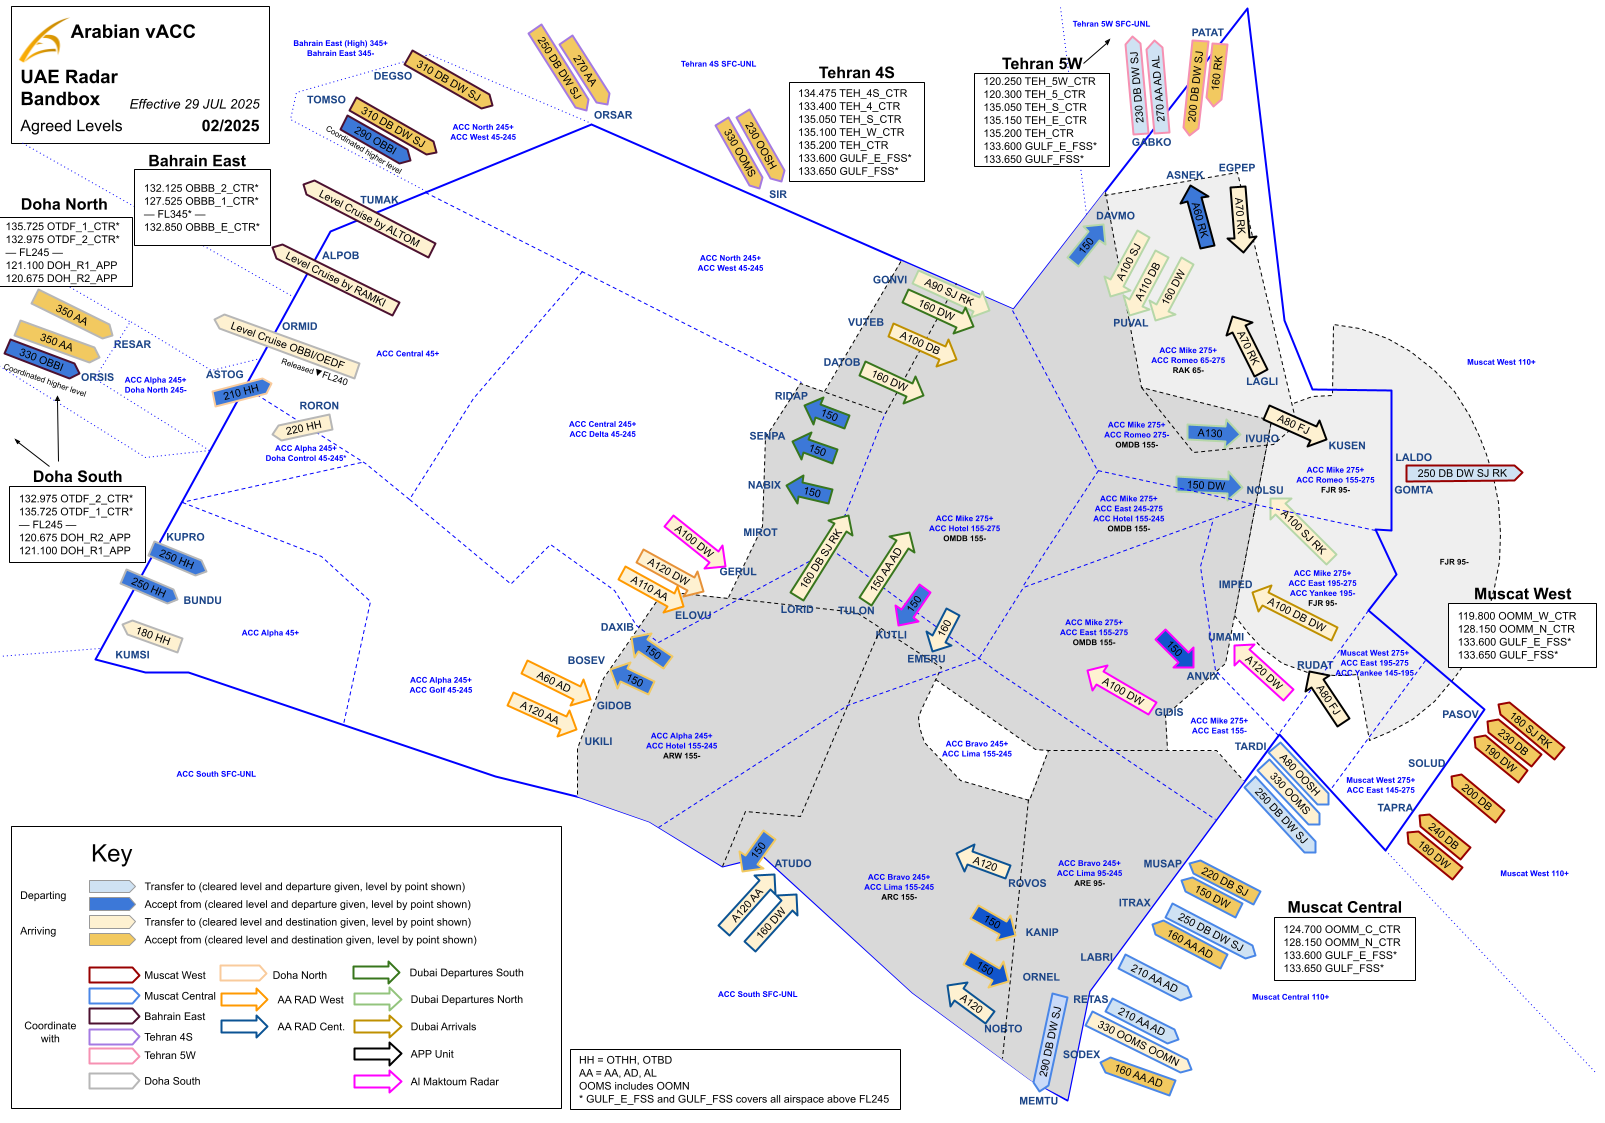 Arabian vACC
UAE Radar
Bandbox
Effective 29 JUL 2025
Agreed Levels
02/2025
Bahrain East (High) 345+
Bahrain East 345-
DEGSO
310 DB DW SJ
TOMSO
310 DB DW SJ
290 OBBI
Coordinated higher level
ACC North 245+
ACC West 45-245
250 DB DW SJ
270 AA
ORSAR
Tehran 4S SFC-UNL
330 OOMS
230 OOSH
SIR
Tehran 4S
134.475 TEH_4S_CTR
133.400 TEH_4_CTR
135.050 TEH_S_CTR
135.100 TEH_W_CTR
135.200 TEH_CTR
133.600 GULF_E_FSS*
133.650 GULF_FSS*
Tehran 5W SFC-UNL
Tehran 5W
120.250 TEH_5W_CTR
120.300 TEH_5_CTR
135.050 TEH_S_CTR
135.150 TEH_E_CTR
135.200 TEH_CTR
133.600 GULF_E_FSS*
133.650 GULF_FSS*
230 DB DW SJ
270 AA AD AL
GABKO
PATAT
200 DB DW SJ
160 RK
Bahrain East
132.125 OBBB_2_CTR*
127.525 OBBB_1_CTR*
— FL345* —
132.850 OBBB_E_CTR*
Doha North
135.725 OTDF_1_CTR*
132.975 OTDF_2_CTR*
— FL245 —
121.100 DOH_R1_APP
120.675 DOH_R2_APP
350 AA
350 AA
330 OBBI
RESAR
ORSIS
Coordinated higher level
ACC Alpha 245+
Doha North 245-
TUMAK
Level Cruise by ALTOM
ALPOB
Level Cruise by RAMKI
ORMID
Level Cruise OBBI/OEDF
Released ▼FL240
ASTOG
210 HH
RORON
220 HH
ACC Alpha 245+
Doha Control 45-245*
ACC Central 45+
ACC North 245+
ACC West 45-245
ACC Central 245+
ACC Delta 45-245
Doha South
132.975 OTDF_2_CTR*
135.725 OTDF_1_CTR*
— FL245 —
120.675 DOH_R2_APP
121.100 DOH_R1_APP
KUPRO
250 HH
250 HH
BUNDU
180 HH
KUMSI
ACC Alpha 45+
ACC Alpha 245+
ACC Golf 45-245
ACC South SFC-UNL
GONVI
A90 SJ RK
160 DW
VUTEB
A100 DB
DATOB
160 DW
RIDAP
150
SENPA
150
NABIX
150
MIROT
A100 DW
GERUL
A120 DW
A110 AA
ELOVU
DAXIB
150
BOSEV
150
A60 AD
GIDOB
A120 AA
UKILI
160 DB SJ RK
LORID
150 AA AD
TULON
150
KUTLI
160
EMERU
ACC Mike 275+
ACC Hotel 155-275
OMDB 155-
DAVMO
150
ASNEK
A60 RK
EGPEP
A70 RK
A100 SJ
A110 DB
160 DW
PUVAL
ACC Mike 275+
ACC Romeo 65-275
RAK 65-
A70 RK
LAGLI
ACC Mike 275+
ACC Romeo 275-
OMDB 155-
A130
IVURO
A80 FJ
KUSEN
150 DW
NOLSU
ACC Mike 275+
ACC East 245-275
ACC Hotel 155-245
OMDB 155-
ACC Mike 275+
ACC Romeo 155-275
FJR 95-
A100 SJ RK
LALDO
250 DB DW SJ RK
GOMTA
Muscat West 110+
FJR 95-
IMPED
ACC Mike 275+
ACC East 195-275
ACC Yankee 195-
FJR 95-
A100 DB DW
ACC Mike 275+
ACC East 155-275
OMDB 155-
UMAMI
150
ANVIX
A120 DW
A100 DW
GIDIS
RUDAT
A80 FJ
Muscat West 275+
ACC East 195-275
ACC Yankee 145-195
Muscat West
119.800 OOMM_W_CTR
128.150 OOMM_N_CTR
133.600 GULF_E_FSS*
133.650 GULF_FSS*
ACC Mike 275+
ACC East 155-
TARDI
A80 OOSH
330 OOMS
250 DB DW SJ
Muscat West 275+
ACC East 145-275
PASOV
180 SJ RK
230 DB
190 DW
SOLUD
200 DB
TAPRA
240 DB
180 DW
Muscat West 110+
ACC Alpha 245+
ACC Hotel 155-245
ARW 155-
ACC Bravo 245+
ACC Lima 155-245
150
ATUDO
A120 AA
160 DW
ACC South SFC-UNL
ACC Bravo 245+
ACC Lima 155-245
ARC 155-
A120
ROVOS
ACC Bravo 245+
ACC Lima 95-245
ARE 95-
150
KANIP
150
ORNEL
A120
NOBTO
MUSAP
220 DB SJ
150 DW
ITRAX
250 DB DW SJ
160 AA AD
LABRI
210 AA AD
RETAS
210 AA AD
330 OOMS OOMN
SODEX
160 AA AD
290 DB DW SJ
MEMTU
Muscat Central
124.700 OOMM_C_CTR
128.150 OOMM_N_CTR
133.600 GULF_E_FSS*
133.650 GULF_FSS*
Muscat Central 110+
Key
Departing
Transfer to (cleared level and departure given, level by point shown)
Accept from (cleared level and departure given, level by point shown)
Arriving
Transfer to (cleared level and destination given, level by point shown)
Accept from (cleared level and destination given, level by point shown)
Coordinate
with
Muscat West
Muscat Central
Bahrain East
Tehran 4S
Tehran 5W
Doha South
Doha North
AA RAD West
AA RAD Cent.
Dubai Departures South
Dubai Departures North
Dubai Arrivals
APP Unit
Al Maktoum Radar
HH = OTHH, OTBD
AA = AA, AD, AL
OOMS includes OOMN
* GULF_E_FSS and GULF_FSS covers all airspace above FL245